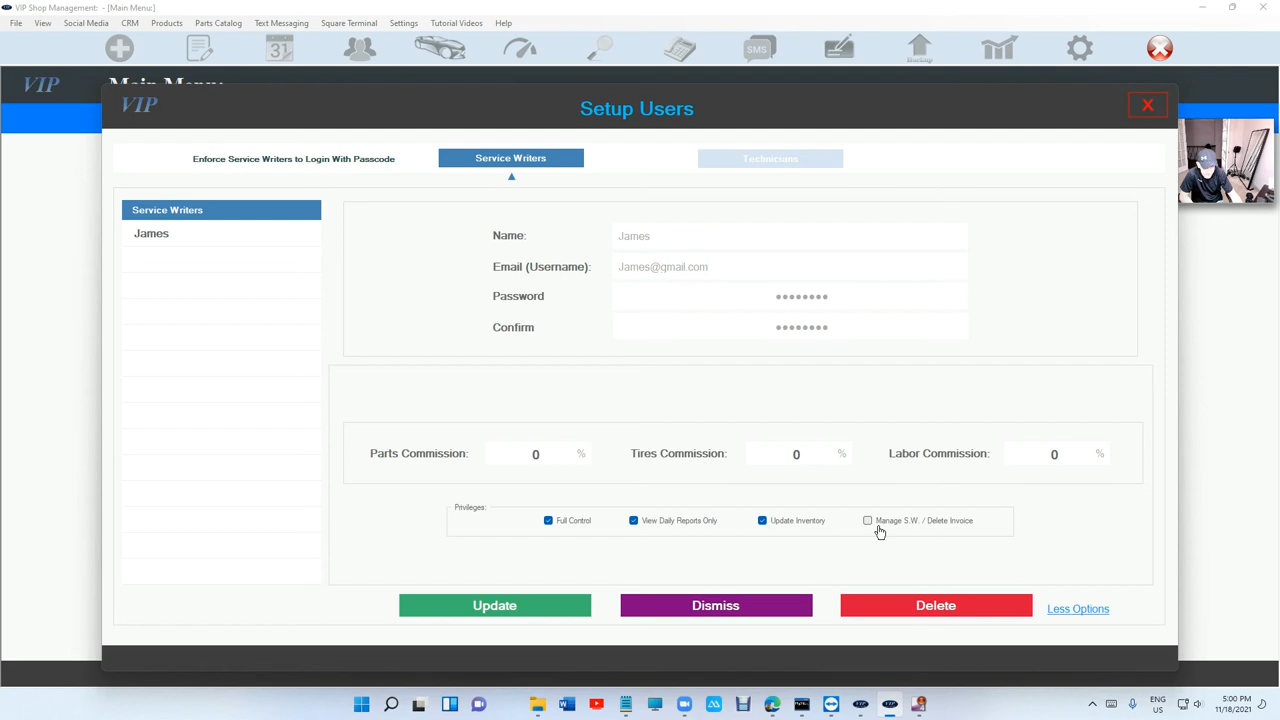 VIP Shop Management: - [Main Menu:]
File View Social Media CRM Products Parts Catalog Text Messaging Square Terminal Settings Tutorial Videos Help
31 SMS Backup
VIP Main Menu:
VIP Setup Users X
Enforce Service Writers to Login With Passcode Service Writers Technicians
Service Writers
James
Name: James
Email (Username): James@gmail.com
Password ●●●●●●●●
Confirm ●●●●●●●●
Parts Commission: 0 % Tires Commission: 0 % Labor Commission: 0 %
Privileges:
Full Control View Daily Reports Only Update Inventory Manage S.W. / Delete Invoice
Update Dismiss Delete Less Options
ENG US 5:00 PM 11/18/2021